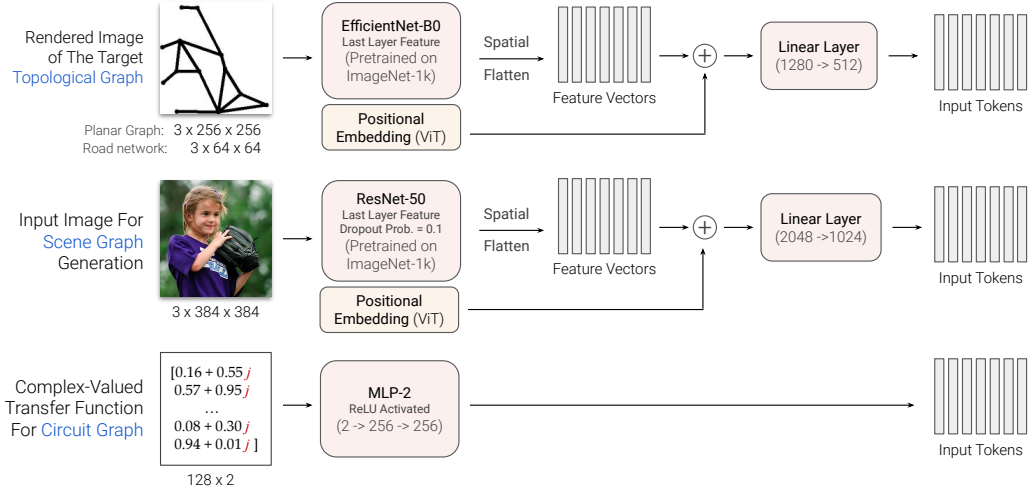 Rendered Image
of The Target
Topological Graph
Planar Graph: 3 x 256 x 256
Road network: 3 x 64 x 64
EfficientNet-B0
Last Layer Feature
(Pretrained on
ImageNet-1k)
Positional
Embedding (ViT)
Spatial
Flatten
Feature Vectors
+
Linear Layer
(1280 -> 512)
Input Tokens
Input Image For
Scene Graph
Generation
3 x 384 x 384
ResNet-50
Last Layer Feature
Dropout Prob. = 0.1
(Pretrained on
ImageNet-1k)
Positional
Embedding (ViT)
Spatial
Flatten
Feature Vectors
+
Linear Layer
(2048 ->1024)
Input Tokens
Complex-Valued
Transfer Function
For Circuit Graph
[0.16 + 0.55 j
0.57 + 0.95 j
...
0.08 + 0.30 j
0.94 + 0.01 j ]
128 x 2
MLP-2
ReLU Activated
(2 -> 256 -> 256)
Input Tokens